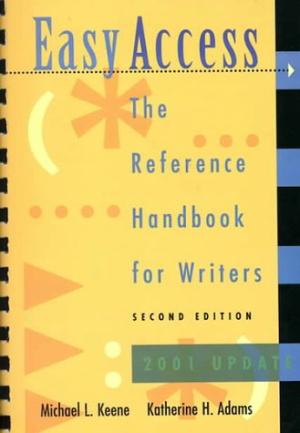 Easy Access
The
Reference
Handbook
for Writers
SECOND EDITION
2001 UPDATE
Michael L. Keene Katherine H. Adams